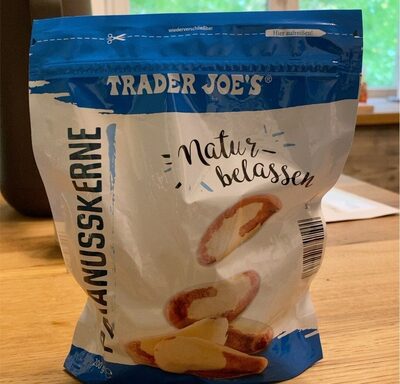 wiederverschließbar
Hier aufreißen!
TRADER JOE'S®
Natur
belassen
PARANUSSKERNE